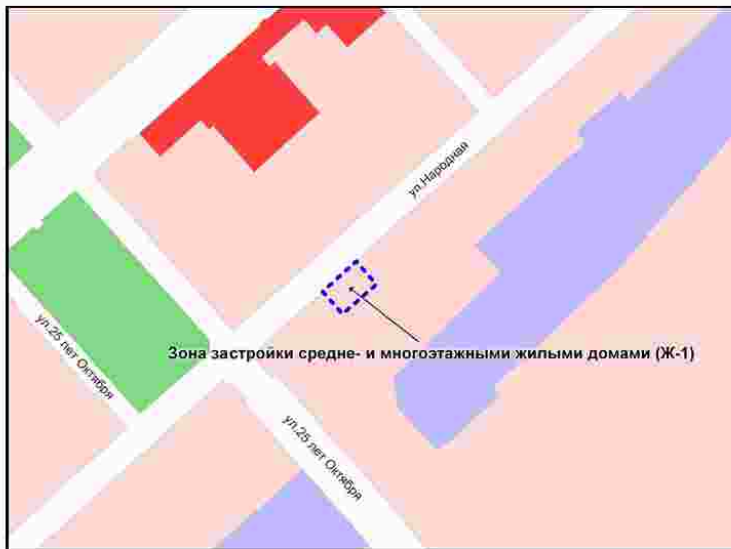 ул.Народная
Зона застройки средне- и многоэтажными жилыми домами (Ж-1)
ул.25 лет Октября
ул.25 лет Октября